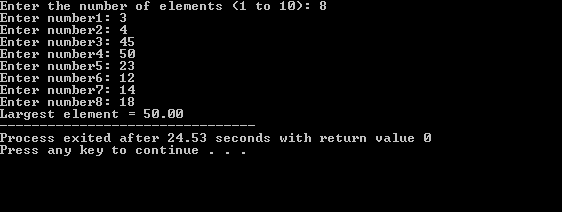 Enter the number of elements (1 to 10): 8
Enter number1: 3
Enter number2: 4
Enter number3: 45
Enter number4: 50
Enter number5: 23
Enter number6: 12
Enter number7: 14
Enter number8: 18
Largest element = 50.00
--------------------------------
Process exited after 24.53 seconds with return value 0
Press any key to continue . . .